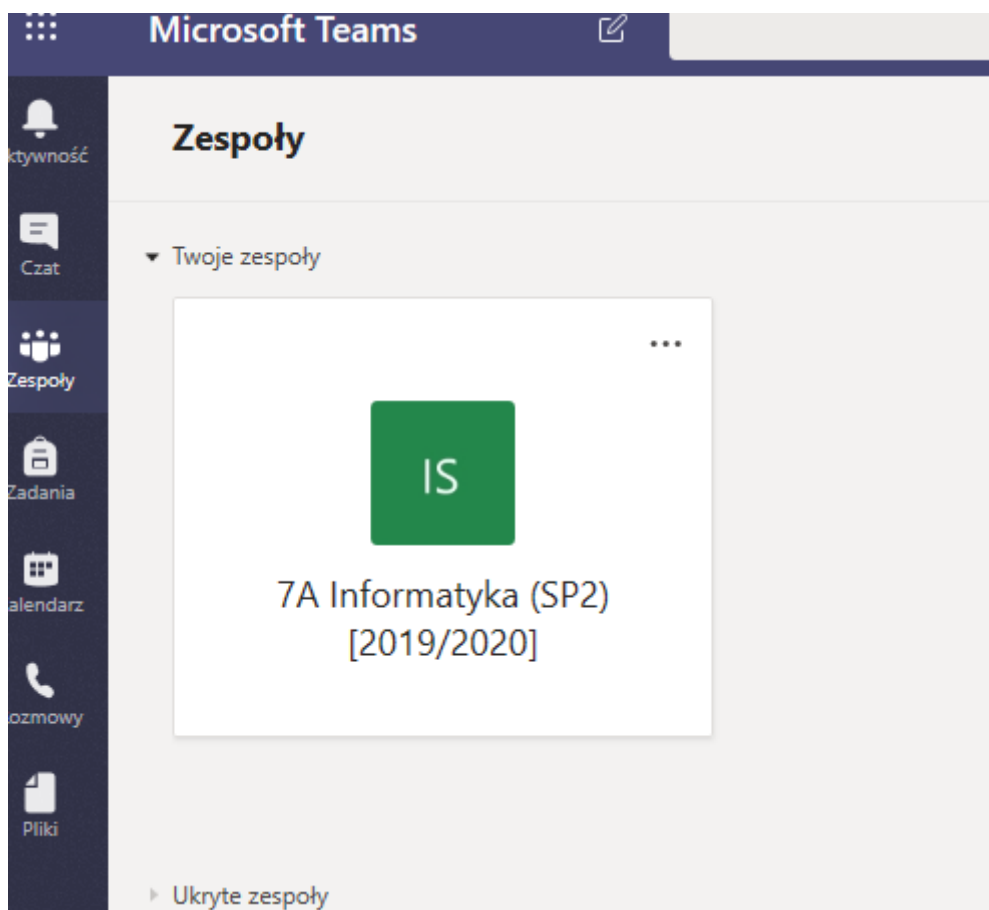 Microsoft Teams
ktywność
Czat
Zespoły
Zadania
alendarz
ozmowy
Pliki
Zespoły
Twoje zespoły
IS
7A Informatyka (SP2)
[2019/2020]
Ukryte zespoły